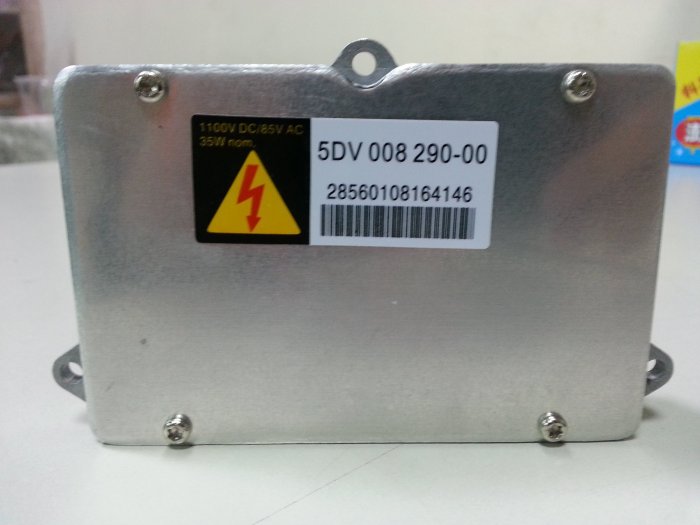 1100V DC/85V AC
35W nom.
5DV 008 290-00
28560108164146